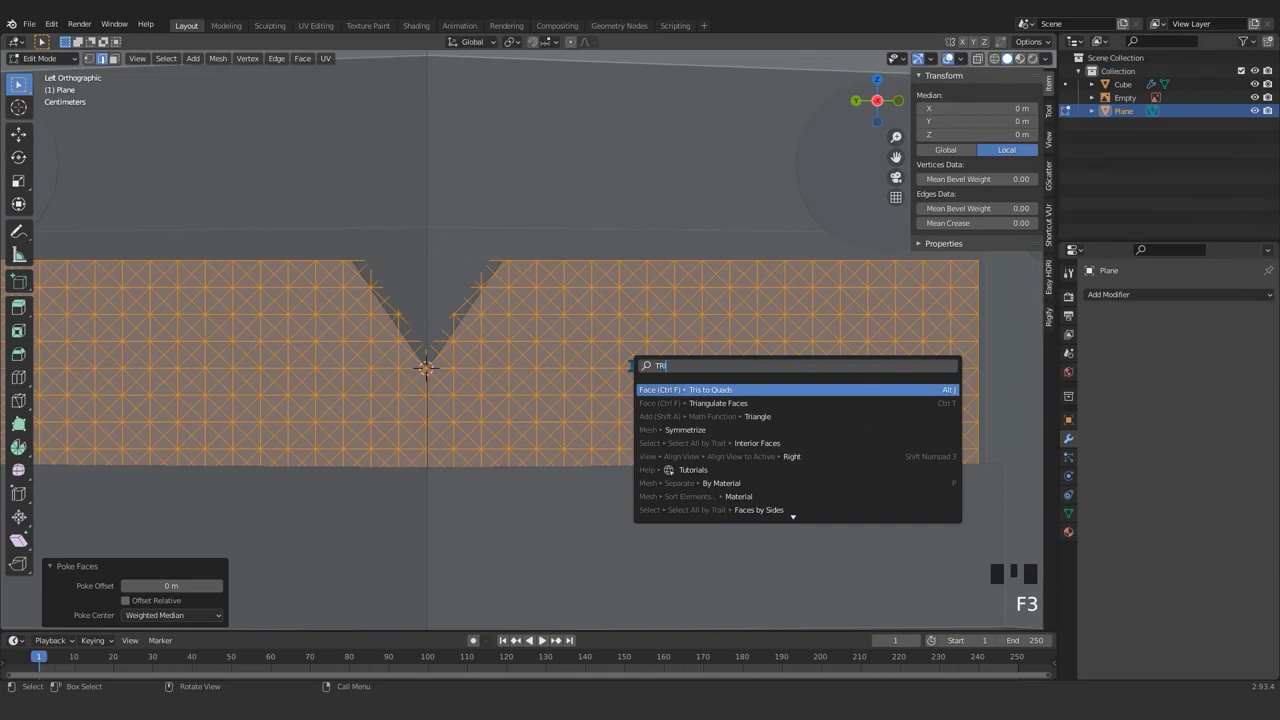 File Edit Render Window Help Layout Modeling Sculpting UV Editing Texture Paint Shading Animation Rendering Compositing Geometry Nodes Scripting + Scene View Layer
Global Options
Edit Mode View Select Add Mesh Vertex Edge Face UV X Y Z
Left Orthographic
(1) Plane
Centimeters
Z
Y
X
Transform
Median:
X 0 m
Y 0 m
Z 0 m
Global Local
Vertices Data:
Mean Bevel Weight 0.00
Edges Data:
Mean Bevel Weight 0.00
Mean Crease 0.00
Properties
Item
Tool
View
GScatter
Shortcut VUr
Easy HDRI
Rigify
Scene Collection
Collection
Cube
Empty
Plane
Plane
Add Modifier
TRI
Face (Ctrl F) ▸ Tris to Quads Alt J
Face (Ctrl F) ▸ Triangulate Faces Ctrl T
Add (Shift A) ▸ Math Function ▸ Triangle
Mesh ▸ Symmetrize
Select ▸ Select All by Trait ▸ Interior Faces
View ▸ Align View ▸ Align View to Active ▸ Right Shift Numpad 3
Help ▸ Tutorials
Mesh ▸ Separate ▸ By Material P
Mesh ▸ Sort Elements... ▸ Material
Select ▸ Select All by Trait ▸ Faces by Sides
Poke Faces
Poke Offset 0 m
Offset Relative
Poke Center Weighted Median
F3
Playback Keying View Marker 1 Start 1 End 250
1 10 20 30 40 50 60 70 80 90 100 110 120 130 140 150 160 170 180 190 200 210 220 230 240 250
Select Box Select Rotate View Call Menu 2.93.4